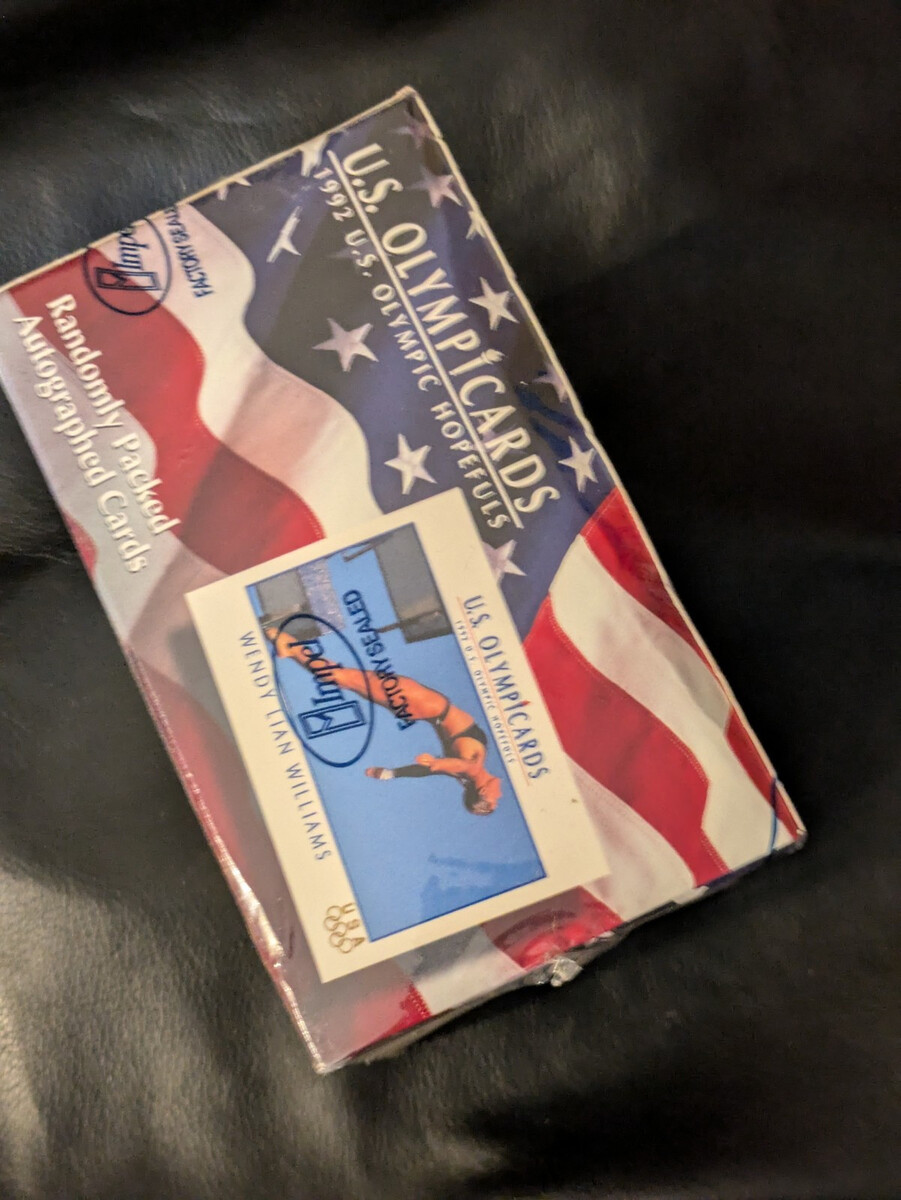 U.S. OLYMPICARDS
1992 U.S. OLYMPIC HOPEFULS
Impel
FACTORY SEALED
Randomly Packed
Autographed Cards
U.S. OLYMPICARDS
1992 U.S. OLYMPIC HOPEFULS
Impel
FACTORY SEALED
WENDY LIAN WILLIAMS
USA